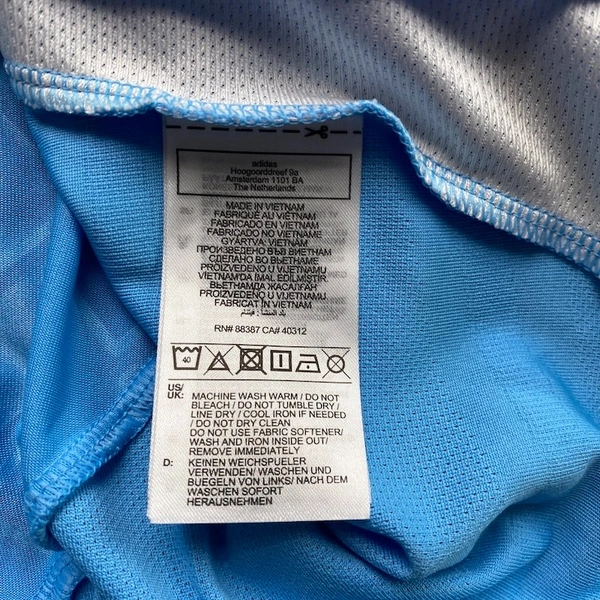 adidas
Hoogoorddreef 9a
Amsterdam 1101 BA
The Netherlands
MADE IN VIETNAM
FABRIQUÉ AU VIETNAM
FABRICADO EN VIETNAM
FABRICADO NO VIETNAME
GYÁRTVA: VIETNAM
ПРОИЗВЕДЕНО ВЪВ ВИЕТНАМ
СДЕЛАНО ВО ВЬЕТНАМЕ
PROIZVEDENO U VIJETNAMU
VIETNAM'DA İMAL EDİLMİŞTİR.
ВЬЕТНАМДА ЖАСАЛҒАН
PROIZVEDENO U VIJETNAMU
FABRICAT IN VIETNAM
بلد المنشأ : فيتنام
RN# 88387 CA# 40312
40
US/
UK: MACHINE WASH WARM / DO NOT
BLEACH / DO NOT TUMBLE DRY /
LINE DRY / COOL IRON IF NEEDED
/ DO NOT DRY CLEAN
DO NOT USE FABRIC SOFTENER/
WASH AND IRON INSIDE OUT/
REMOVE IMMEDIATELY
D: KEINEN WEICHSPUELER
VERWENDEN/ WASCHEN UND
BUEGELN VON LINKS/ NACH DEM
WASCHEN SOFORT
HERAUSNEHMEN